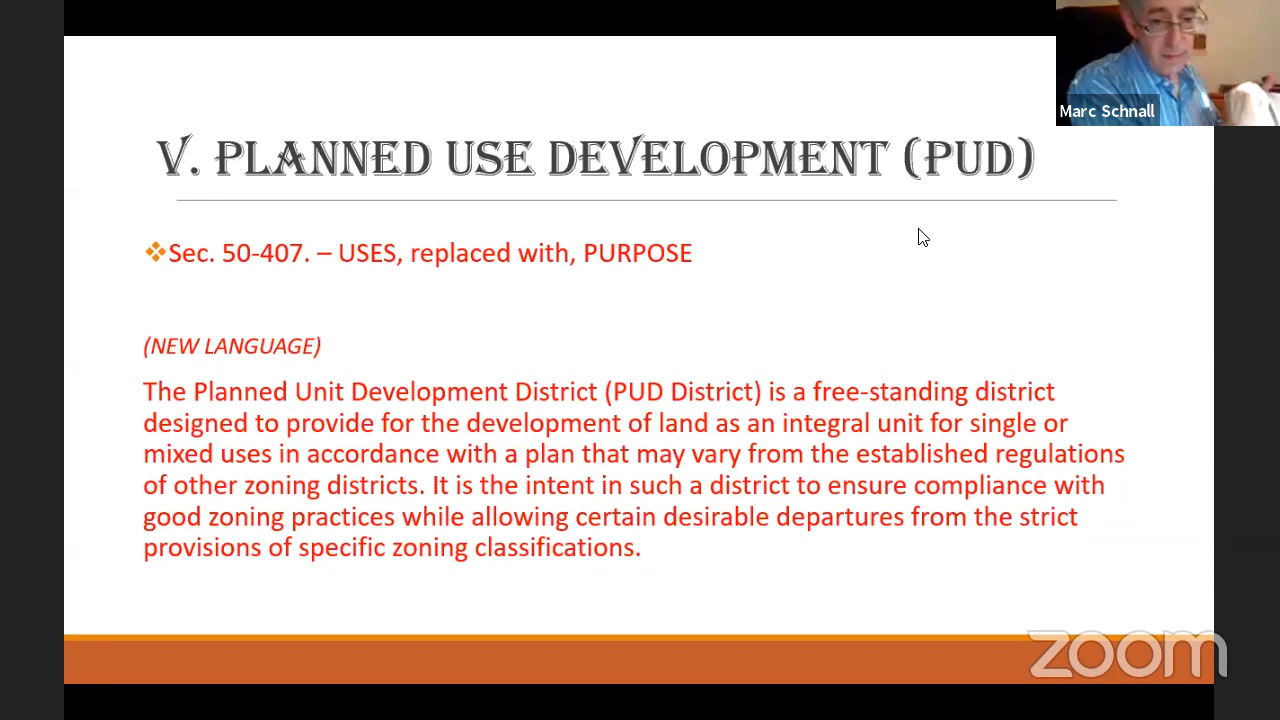 Marc Schnall
V. PLANNED USE DEVELOPMENT (PUD)
Sec. 50-407. – USES, replaced with, PURPOSE
(NEW LANGUAGE)
The Planned Unit Development District (PUD District) is a free-standing district
designed to provide for the development of land as an integral unit for single or
mixed uses in accordance with a plan that may vary from the established regulations
of other zoning districts. It is the intent in such a district to ensure compliance with
good zoning practices while allowing certain desirable departures from the strict
provisions of specific zoning classifications.
zoom